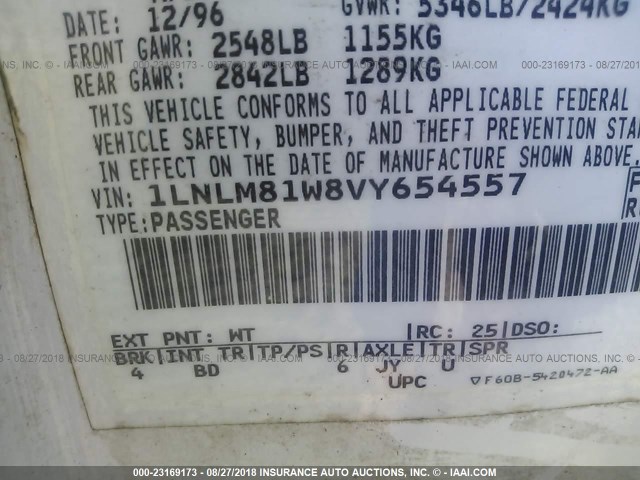 DATE: 12/96 GVWR: 5346LB/2424KG
FRONT GAWR: 2548LB 1155KG
REAR GAWR: 2842LB 1289KG
THIS VEHICLE CONFORMS TO ALL APPLICABLE FEDERAL
VEHICLE SAFETY, BUMPER, AND THEFT PREVENTION STA
IN EFFECT ON THE DATE OF MANUFACTURE SHOWN ABOVE.
VIN: 1LNLM81W8VY654557
TYPE: PASSENGER
EXT PNT: WT RC: 25 DSO:
BRK INT TR TP/PS R AXLE TR SPR
4 BD 6 JY U
UPC F60B-5420472-AA
000-23169173 - 08/27/2018 INSURANCE AUTO AUCTIONS INC. © - IAAI.COM